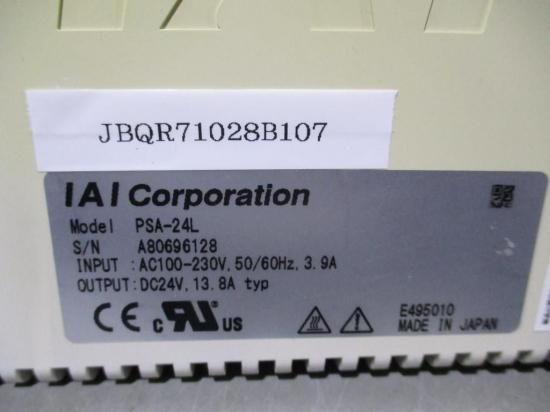 JBQR71028B107
IAI Corporation
Model PSA-24L
S/N A80696128
INPUT :AC100-230V,50/60Hz,3.9A
OUTPUT:DC24V,13.8A typ
CE c RU US
E495010
MADE IN JAPAN